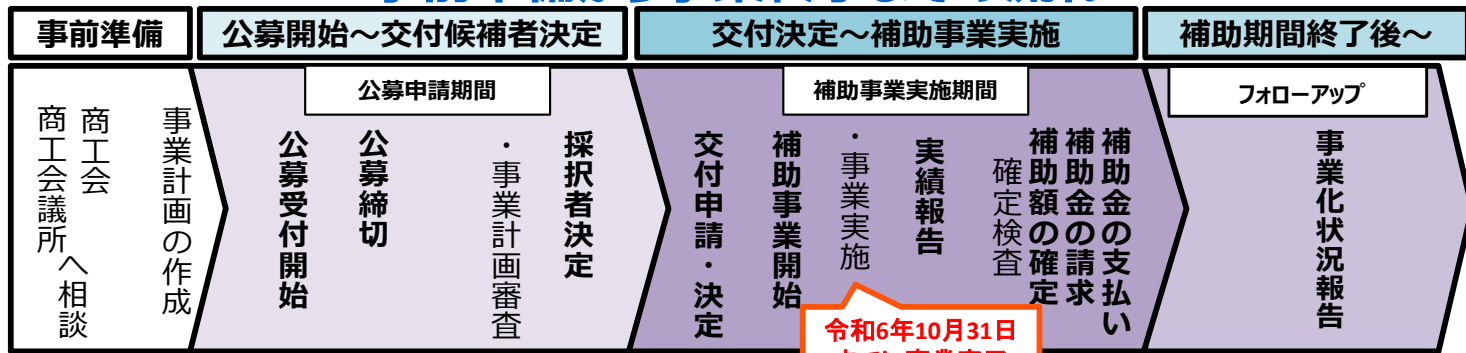 事前準備
公募開始～交付候補者決定
交付決定～補助事業実施
補助期間終了後～
商工会
商工会議所へ相談
事業計画の作成
公募申請期間
公募受付開始
公募締切
・事業計画審査
採択者決定
補助事業実施期間
交付申請・決定
補助事業開始
・事業実施
実績報告
確定検査
補助額の確定
補助金の請求
補助金の支払い
令和6年10月31日
フォローアップ
事業化状況報告